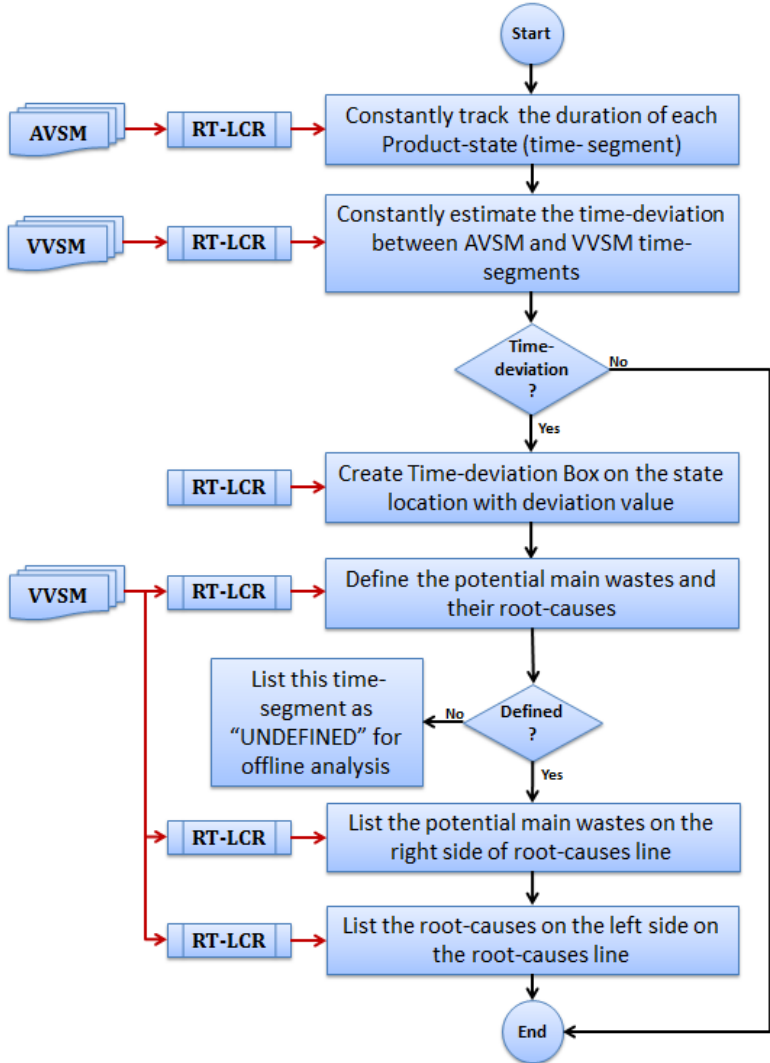 Start
AVSM
RT-LCR
Constantly track the duration of each
Product-state (time- segment)
VVSM
RT-LCR
Constantly estimate the time-deviation
between AVSM and VVSM time-
segments
Time-
deviation
?
No
Yes
RT-LCR
Create Time-deviation Box on the state
location with deviation value
VVSM
RT-LCR
Define the potential main wastes and
their root-causes
List this time-
segment as
“UNDEFINED” for
offline analysis
No
Defined
?
Yes
RT-LCR
List the potential main wastes on the
right side of root-causes line
RT-LCR
List the root-causes on the left side on
the root-causes line
End